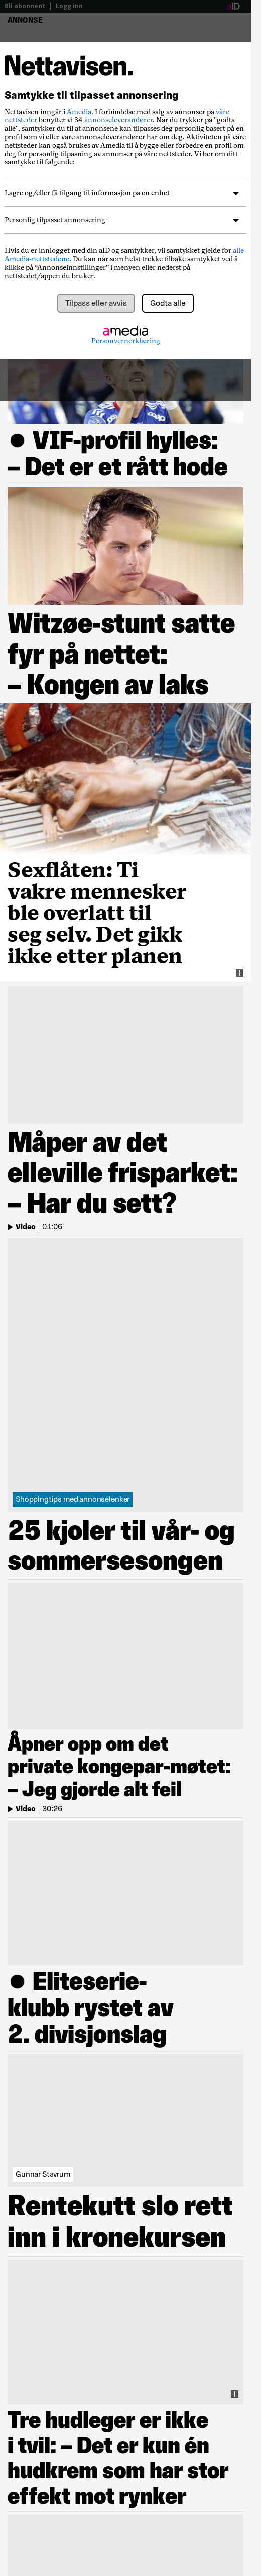 Bli abonnent | Logg inn
aID
ANNONSE
Nettavisen.
Samtykke til tilpasset annonsering
Nettavisen inngår i Amedia. I forbindelse med salg av annonser på våre
nettsteder benytter vi 34 annonseleverandører. Når du trykker på "godta
alle", samtykker du til at annonsene kan tilpasses deg personlig basert på en
profil som vi eller våre annonseleverandører har om deg. Aktiviteten på våre
nettsteder kan også brukes av Amedia til å bygge eller forbedre en profil om
deg for personlig tilpasning av annonser på våre nettsteder. Vi ber om ditt
samtykke til følgende:
Lagre og/eller få tilgang til informasjon på en enhet
Personlig tilpasset annonsering
Hvis du er innlogget med din aID og samtykker, vil samtykket gjelde for alle
Amedia-nettstedene. Du kan når som helst trekke tilbake samtykket ved å
klikke på “Annonseinnstillinger” i menyen eller nederst på
nettstedet/appen du bruker.
Tilpass eller avvis
Godta alle
amedia
Personvernerklæring
● VIF-profil hylles:
– Det er et rått hode
Witzøe-stunt satte
fyr på nettet:
– Kongen av laks
Sexflåten: Ti
vakre mennesker
ble overlatt til
seg selv. Det gikk
ikke etter planen
Måper av det
elleville frisparket:
– Har du sett?
Video | 01:06
Shoppingtips med annonselenker
25 kjoler til vår- og
sommersesongen
Åpner opp om det
private kongepar-møtet:
– Jeg gjorde alt feil
Video | 30:26
● Eliteserie-
klubb rystet av
2. divisjonslag
Gunnar Stavrum
Rentekutt slo rett
inn i kronekursen
Tre hudleger er ikke
i tvil: – Det er kun én
hudkrem som har stor
effekt mot rynker